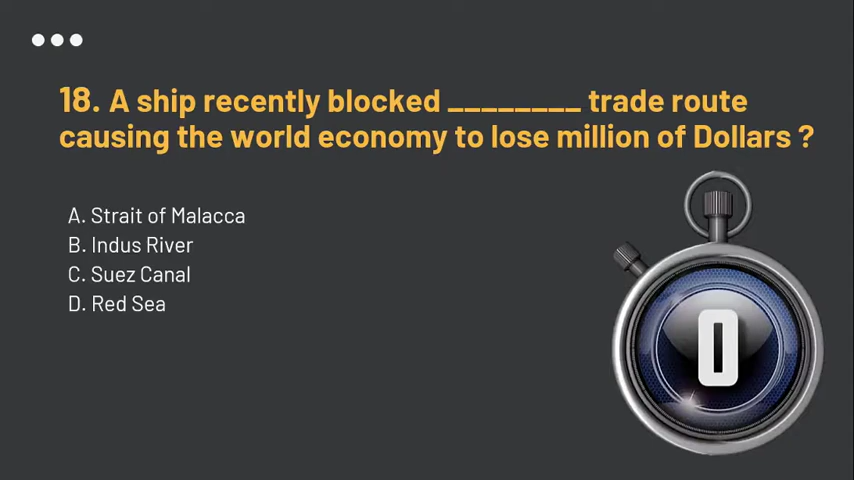 18. A ship recently blocked ________ trade route
causing the world economy to lose million of Dollars ?
A. Strait of Malacca
B. Indus River
C. Suez Canal
D. Red Sea
0